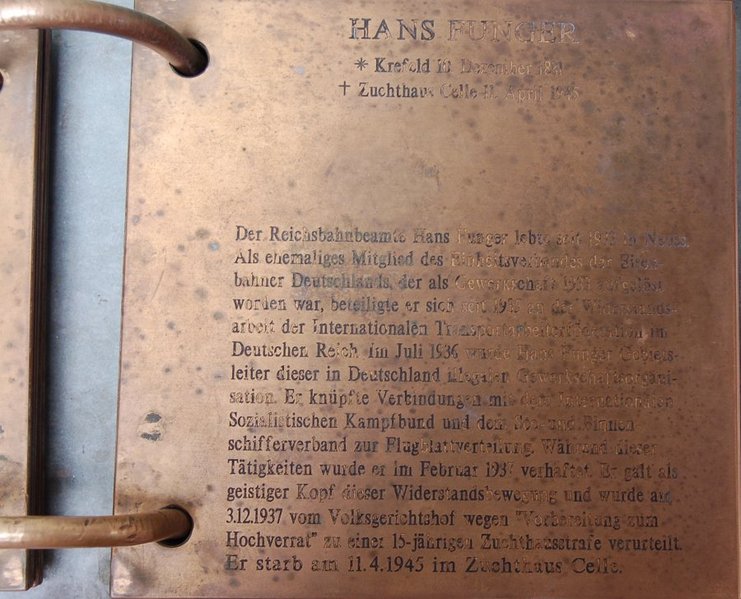 HANS FUNGER
* Krefeld Dezember
† Zuchthaus Celle 11. April 1945
Der Reichsbahnbeamte Hans Funger lebte seit in Neuss.
Als ehemaliges Mitglied des Einheitsverbandes der Eisen-
bahner Deutschlands, der als Gewerkschaft 1933 aufgelöst
worden war, beteiligte er sich seit an der Widerstands-
arbeit der Internationalen Transportarbeiterföderation im
Deutschen Reich. Im Juli 1936 wurde Hans Funger Gebiets-
leiter dieser in Deutschland illegalen Gewerkschaftsorgani-
sation. Er knüpfte Verbindungen mit dem Internationalen
Sozialistischen Kampfbund und dem See- und Binnen
schifferverband zur Flugblattverteilung. Während dieser
Tätigkeiten wurde er im Februar 1937 verhaftet. Er galt als
geistiger Kopf dieser Widerstandsbewegung und wurde am
3.12.1937 vom Volksgerichtshof wegen "Vorbereitung zum
Hochverrat" zu einer 15-jährigen Zuchthausstrafe verurteilt.
Er starb am 11.4.1945 im Zuchthaus Celle.